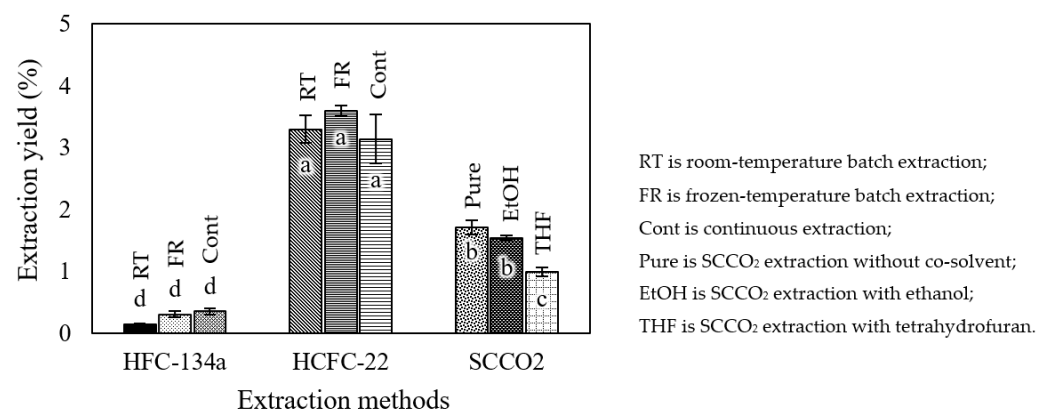 5
4
3
2
1
0
Extraction yield (%)
RT
FR
Cont
d
d
d
RT
FR
Cont
a
a
a
Pure
EtOH
THF
b
b
c
HFC-134a
HCFC-22
SCCO2
Extraction methods
RT is room-temperature batch extraction;
FR is frozen-temperature batch extraction;
Cont is continuous extraction;
Pure is SCCO₂ extraction without co-solvent;
EtOH is SCCO₂ extraction with ethanol;
THF is SCCO₂ extraction with tetrahydrofuran.